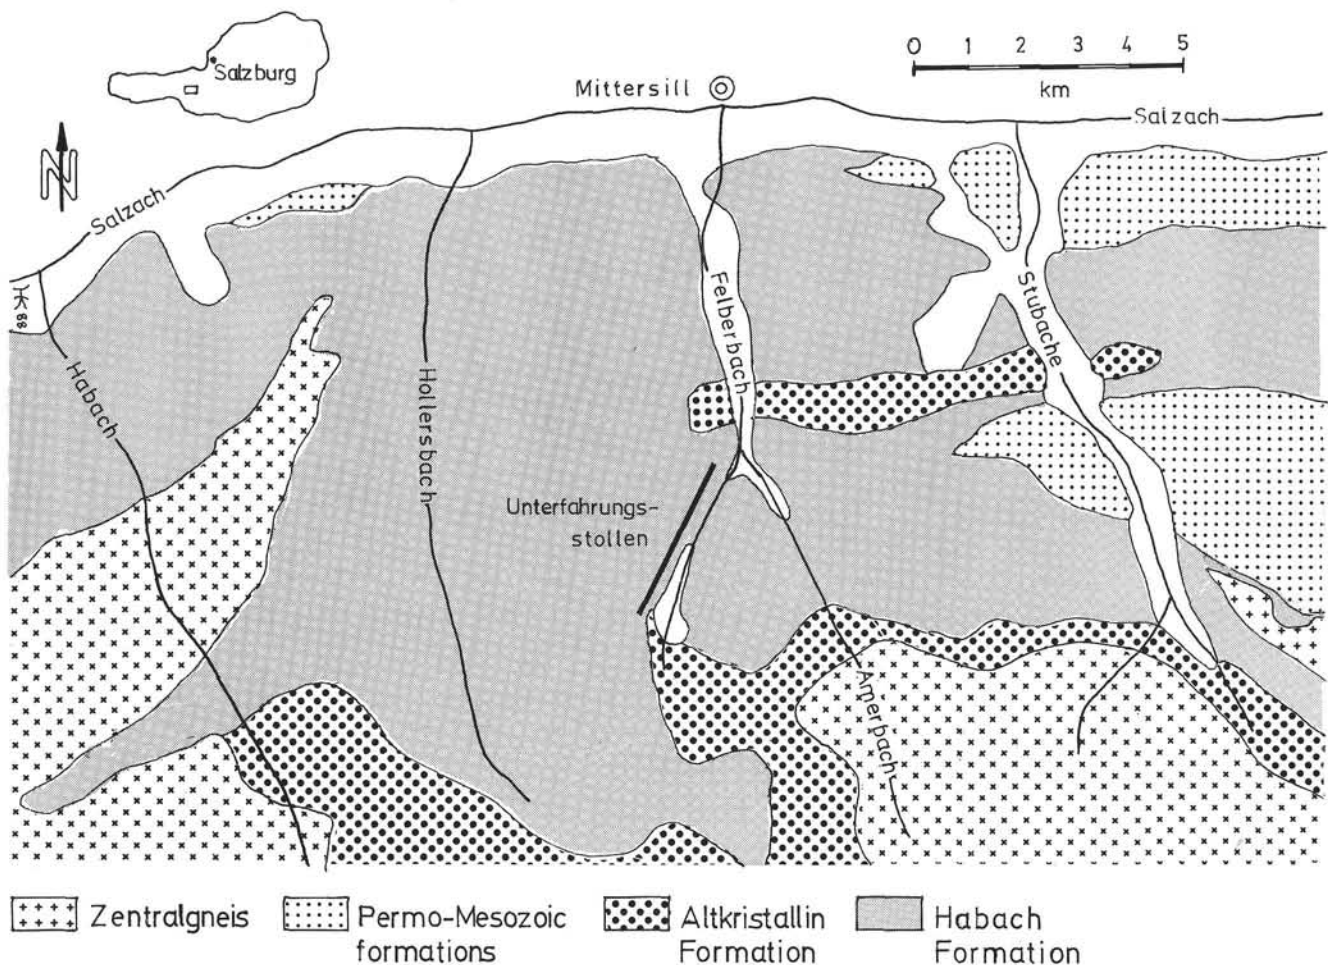 Salzburg
0 1 2 3 4 5
km
Mittersill
Salzach
N
Salzach
HK 88
Habach
Hollersbach
Felberbach
Stubache
Unterfahrungs-
stollen
Amerbach
Zentralgneis
Permo-Mesozoic
formations
Altkristallin
Formation
Habach
Formation